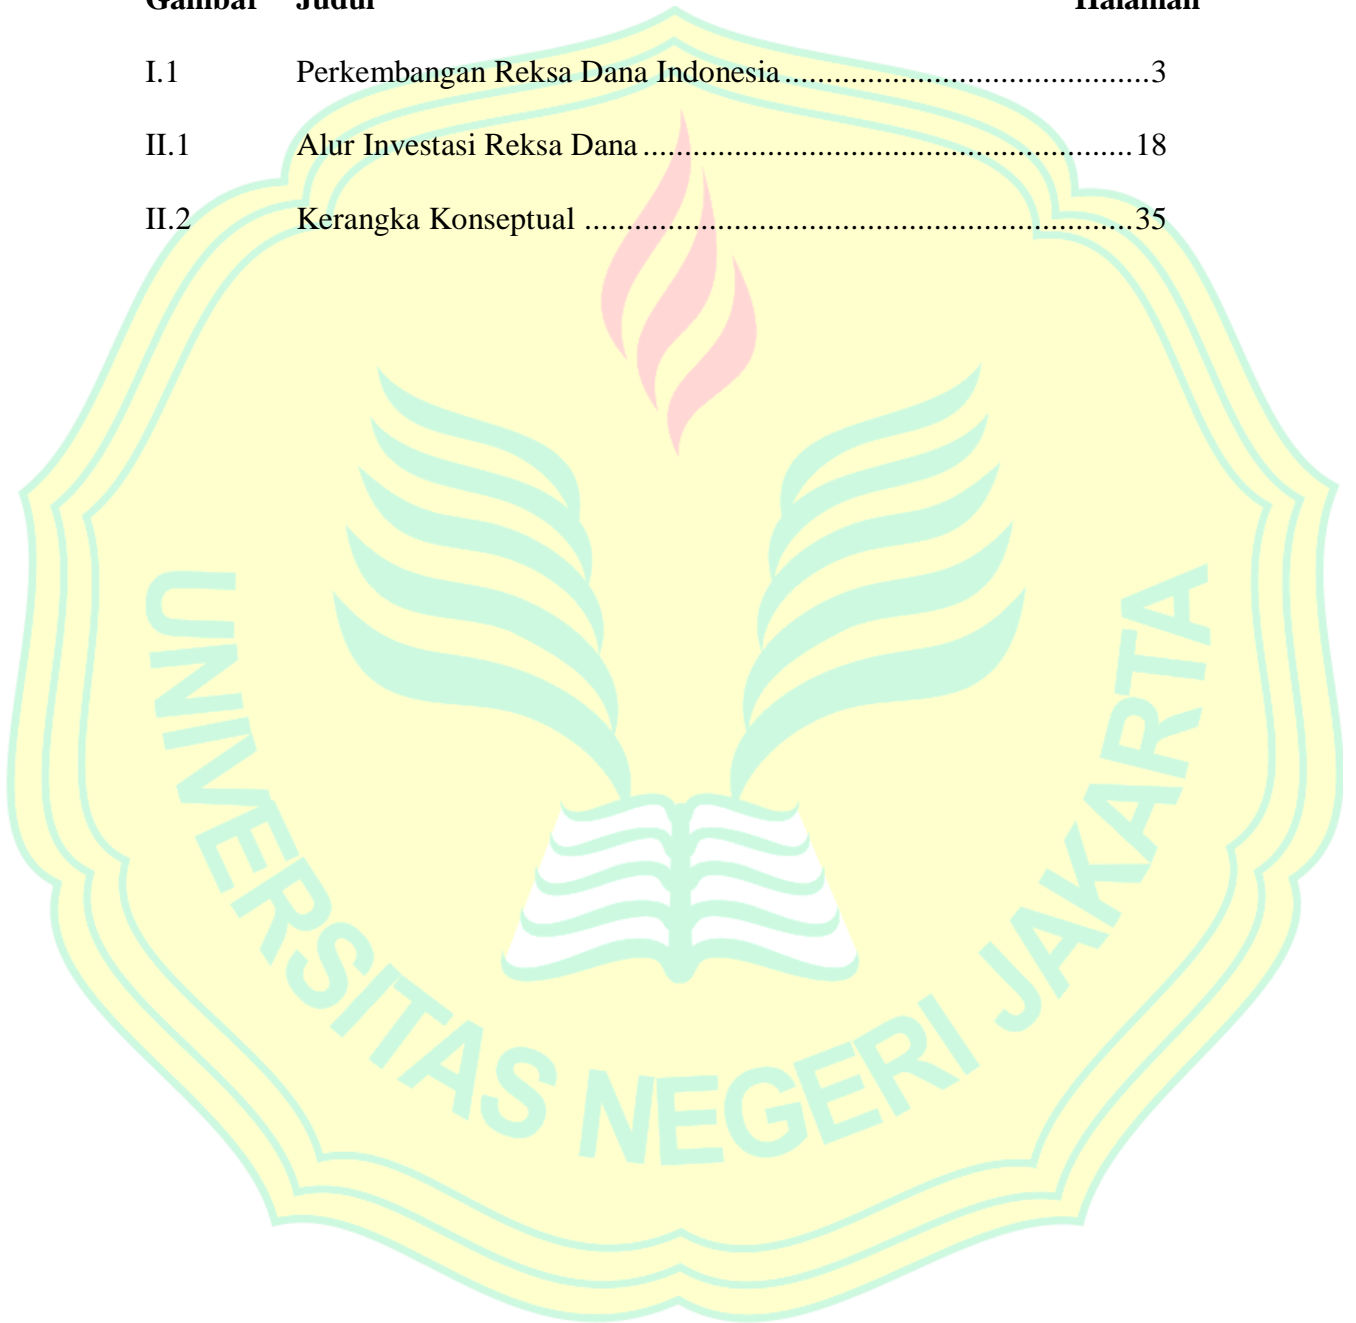 Gambar Judul Halaman
I.1 Perkembangan Reksa Dana Indonesia............................................3
II.1 Alur Investasi Reksa Dana...........................................................18
II.2 Kerangka Konseptual ..................................................................35
UNIVERSITAS NEGERI JAKARTA